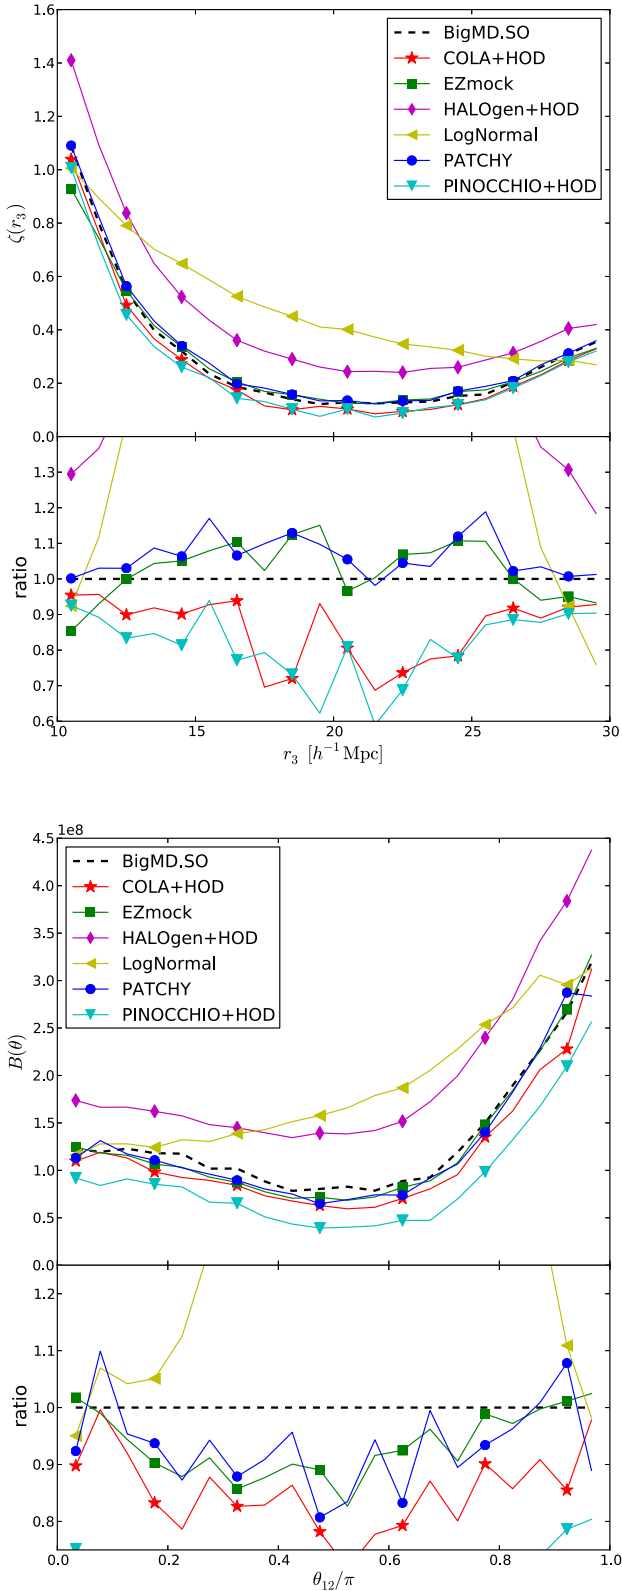 1.6
1.4
1.2
1.0
0.8
0.6
0.4
0.2
0.0
ζ(r₃)
BigMD.SO
COLA+HOD
EZmock
HALOgen+HOD
LogNormal
PATCHY
PINOCCHIO+HOD
1.3
1.2
1.1
1.0
0.9
0.8
0.7
0.6
ratio
10 15 20 25 30
r₃ [h⁻¹Mpc]
1e8
4.5
4.0
3.5
3.0
2.5
2.0
1.5
1.0
0.5
0.0
B(θ)
BigMD.SO
COLA+HOD
EZmock
HALOgen+HOD
LogNormal
PATCHY
PINOCCHIO+HOD
1.2
1.1
1.0
0.9
0.8
ratio
0.0 0.2 0.4 0.6 0.8 1.0
θ₁₂/π